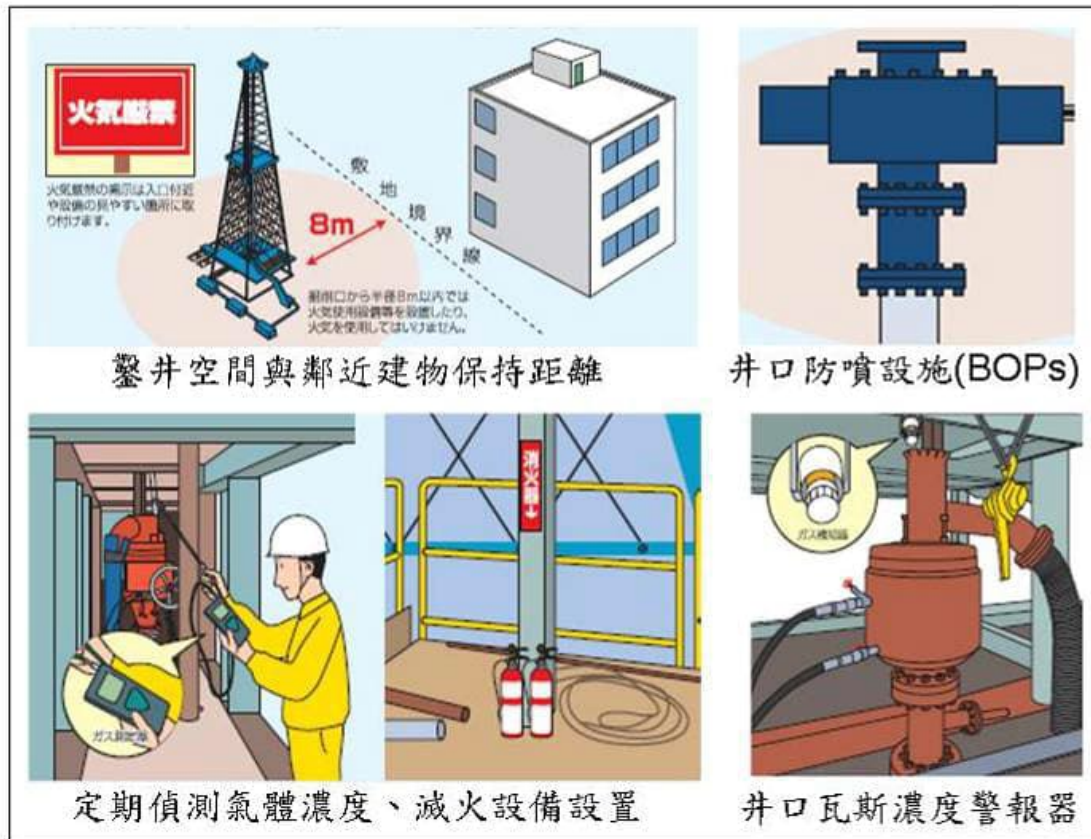 火気厳禁
火気厳禁の掲示は入口付近
や設備の見やすい箇所に取
り付けます。
8m
敷地境界線
掘削口から半径8m以内では
火気使用設備等を設置したり、
火気を使用してはいけません。
鑿井空間與鄰近建物保持距離
井口防噴設施(BOPs)
ガス測定器
消火器
定期偵測氣體濃度、滅火設備設置
ガス検知器
井口瓦斯濃度警報器